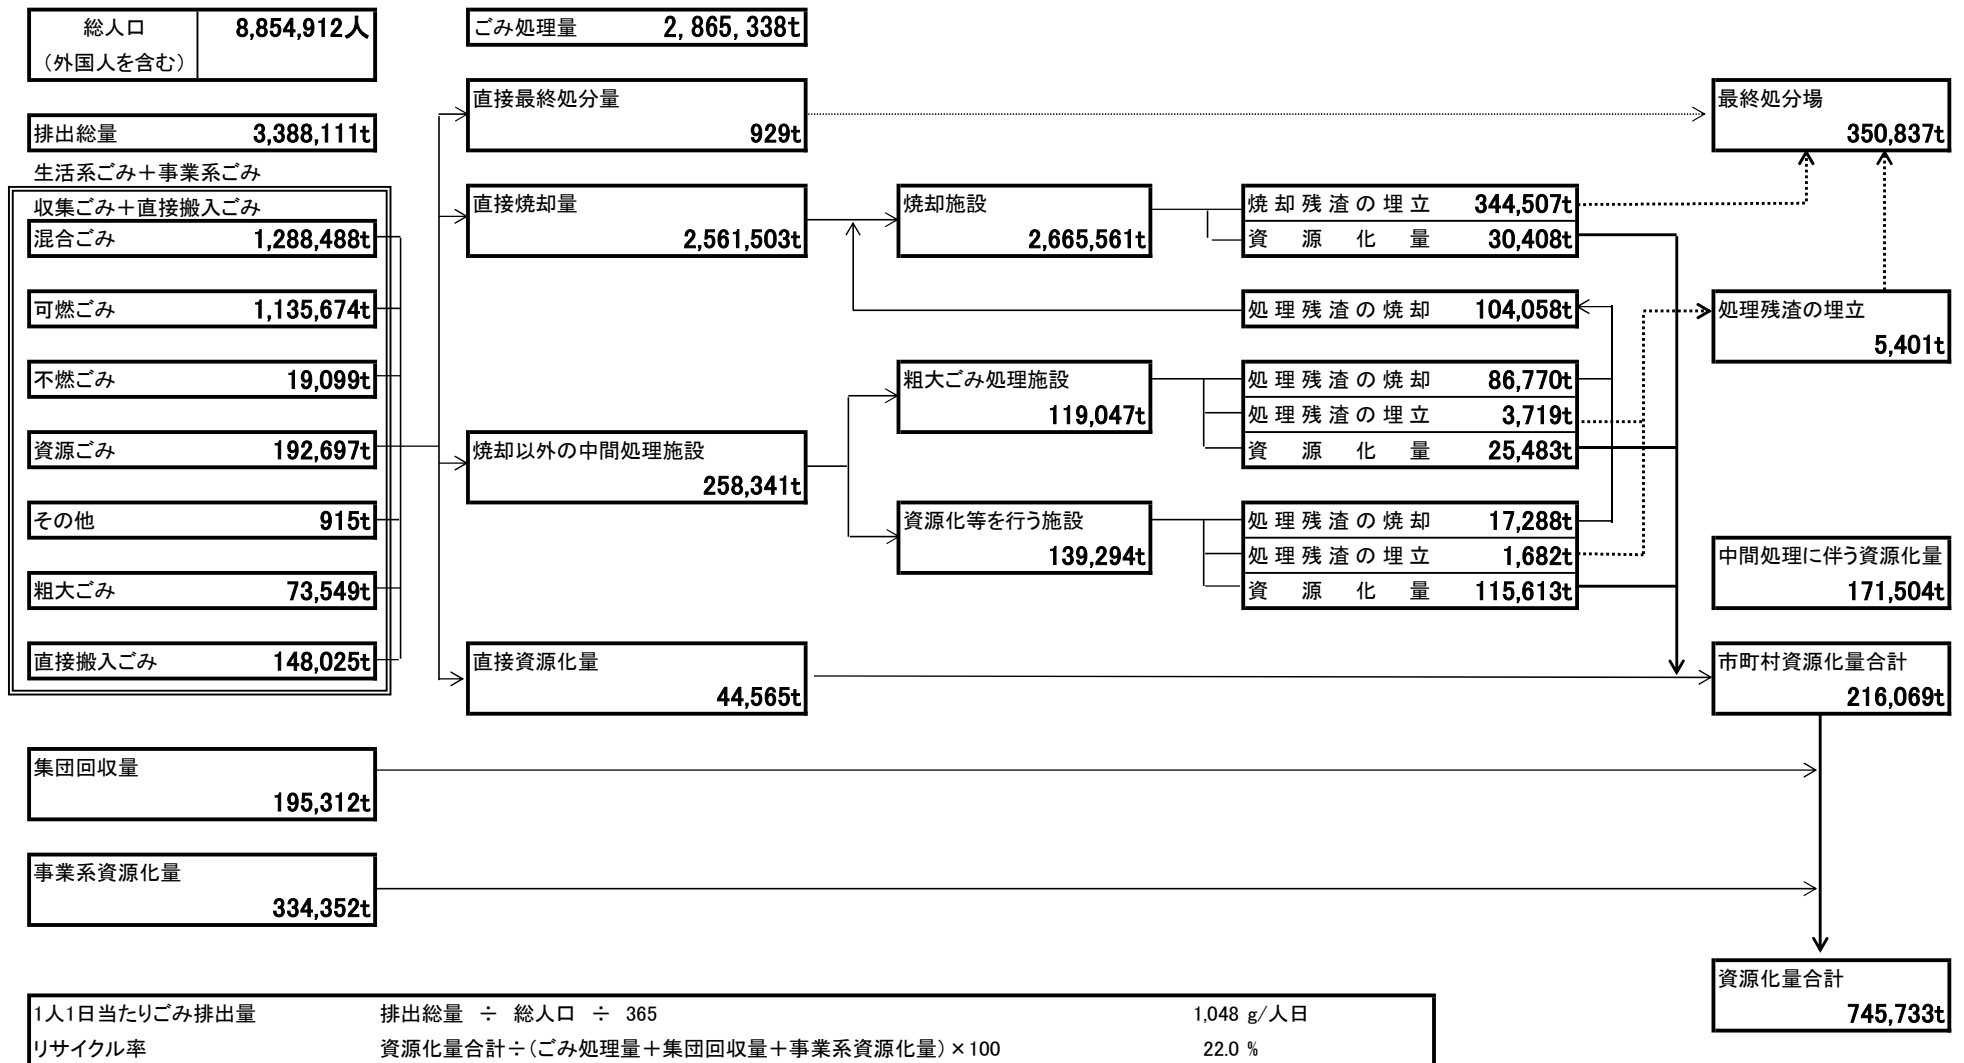 総人口 8,854,912人
(外国人を含む)
ごみ処理量 2,865,338t
排出総量 3,388,111t
生活系ごみ＋事業系ごみ
収集ごみ＋直接搬入ごみ
混合ごみ 1,288,488t
可燃ごみ 1,135,674t
不燃ごみ 19,099t
資源ごみ 192,697t
その他 915t
粗大ごみ 73,549t
直接搬入ごみ 148,025t
集団回収量
195,312t
事業系資源化量
334,352t
直接最終処分量
929t
直接焼却量
2,561,503t
焼却以外の中間処理施設
258,341t
直接資源化量
44,565t
焼却施設
2,665,561t
粗大ごみ処理施設
119,047t
資源化等を行う施設
139,294t
焼却残渣の埋立 344,507t
資源化量 30,408t
処理残渣の焼却 104,058t
処理残渣の焼却 86,770t
処理残渣の埋立 3,719t
資源化量 25,483t
処理残渣の焼却 17,288t
処理残渣の埋立 1,682t
資源化量 115,613t
最終処分場
350,837t
処理残渣の埋立
5,401t
中間処理に伴う資源化量
171,504t
市町村資源化量合計
216,069t
資源化量合計
745,733t
1人1日当たりごみ排出量 排出総量 ÷ 総人口 ÷ 365 1,048 g/人日
リサイクル率 資源化量合計÷(ごみ処理量＋集団回収量＋事業系資源化量)×100 22.0 %